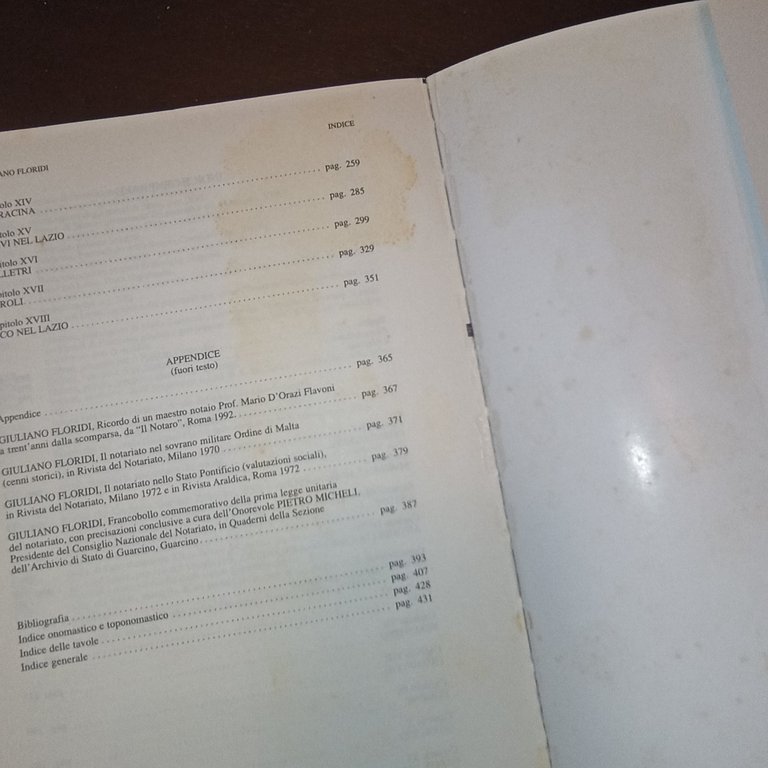 INDICE
ANO FLORIDI
olo XIV
RACINA ........ pag. 259
tolo XV
VI NEL LAZIO ........ pag. 285
itolo XVI
LLETRI ........ pag. 299
pitolo XVII
ROLI ........ pag. 329
pitolo XVIII
CO NEL LAZIO ........ pag. 351
APPENDICE
(fuori testo)
Appendice ........ pag. 365
GIULIANO FLORIDI, Ricordo di un maestro notaio Prof. Mario D'Orazi Flavoni
a trent'anni dalla scomparsa, da "Il Notaro", Roma 1992. ........ pag. 367
GIULIANO FLORIDI, Il notariato nel sovrano militare Ordine di Malta
(cenni storici), in Rivista del Notariato, Milano 1970 ........ pag. 371
GIULIANO FLORIDI, Il notariato nello Stato Pontificio (valutazioni sociali),
in Rivista del Notariato, Milano 1972 e in Rivista Araldica, Roma 1972 ........ pag. 379
GIULIANO FLORIDI, Francobollo commemorativo della prima legge unitaria
del notariato, con precisazioni conclusive a cura dell'Onorevole PIETRO MICHELI,
Presidente del Consiglio Nazionale del Notariato, in Quaderni della Sezione
dell'Archivio di Stato di Guarcino, Guarcino ........ pag. 387
Bibliografia ........ pag. 393
Indice onomastico e toponomastico ........ pag. 407
Indice delle tavole ........ pag. 428
Indice generale ........ pag. 431